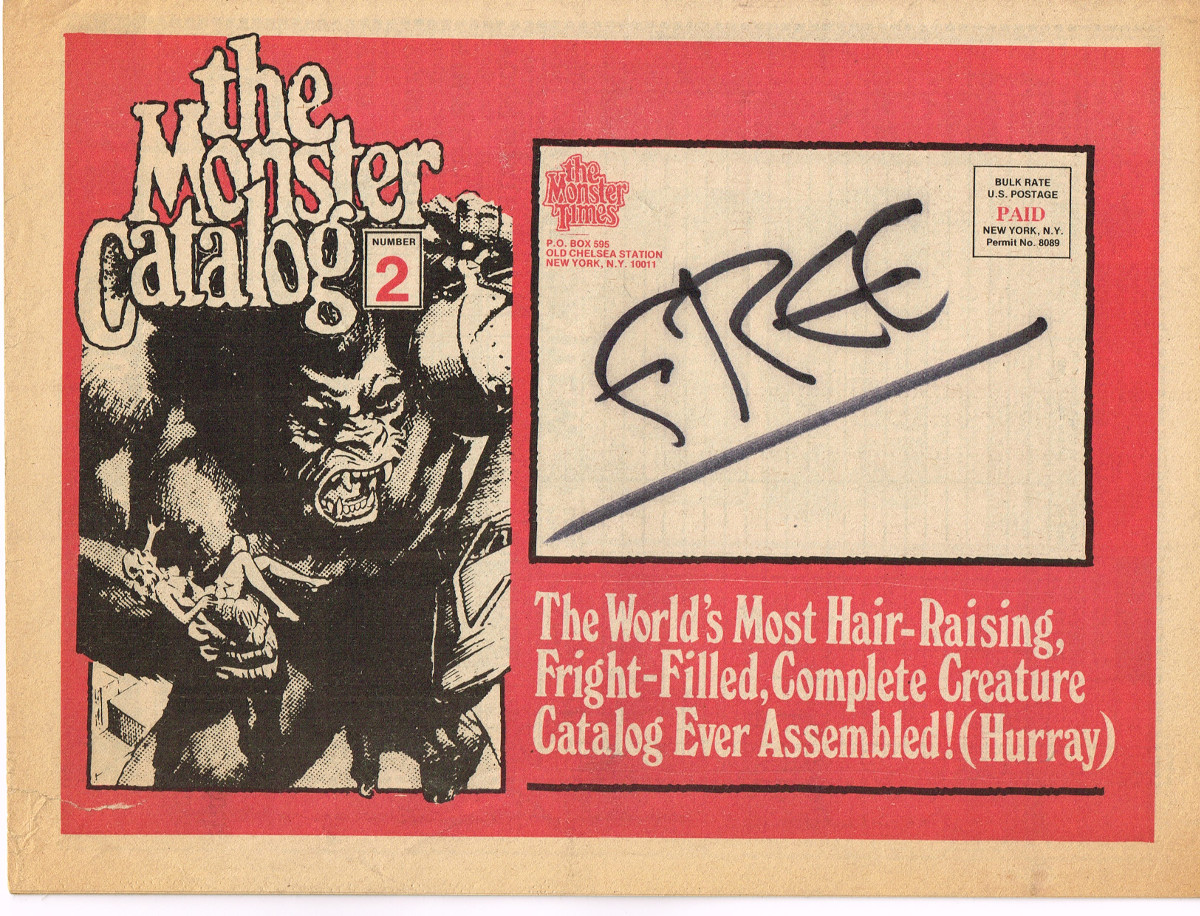 the
Monster
Catalog
NUMBER
2
the
Monster
Times
P.O. BOX 595
OLD CHELSEA STATION
NEW YORK, N.Y. 10011
BULK RATE
U.S. POSTAGE
PAID
NEW YORK, N.Y.
Permit No. 8089
FREE
The World's Most Hair-Raising,
Fright-Filled, Complete Creature
Catalog Ever Assembled! (Hurray)